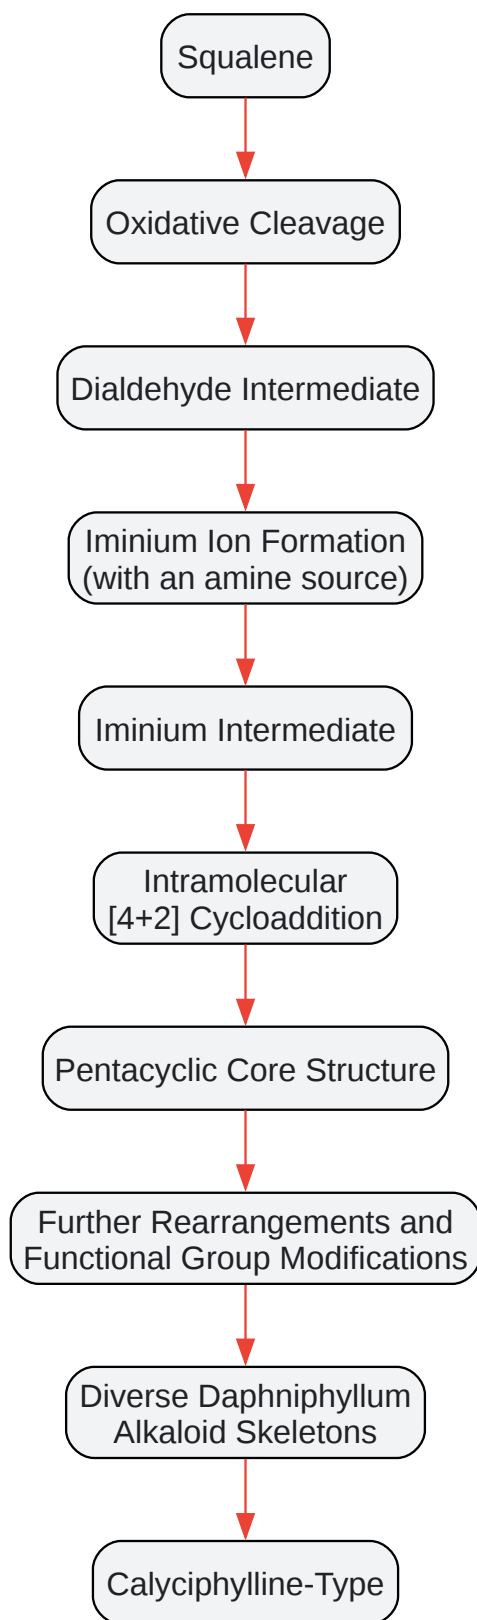 Squalene
Oxidative Cleavage
Dialdehyde Intermediate
Iminium Ion Formation
(with an amine source)
Iminium Intermediate
Intramolecular
[4+2] Cycloaddition
Pentacyclic Core Structure
Further Rearrangements and
Functional Group Modifications
Diverse Daphniphyllum
Alkaloid Skeletons
Calyciphylline-Type